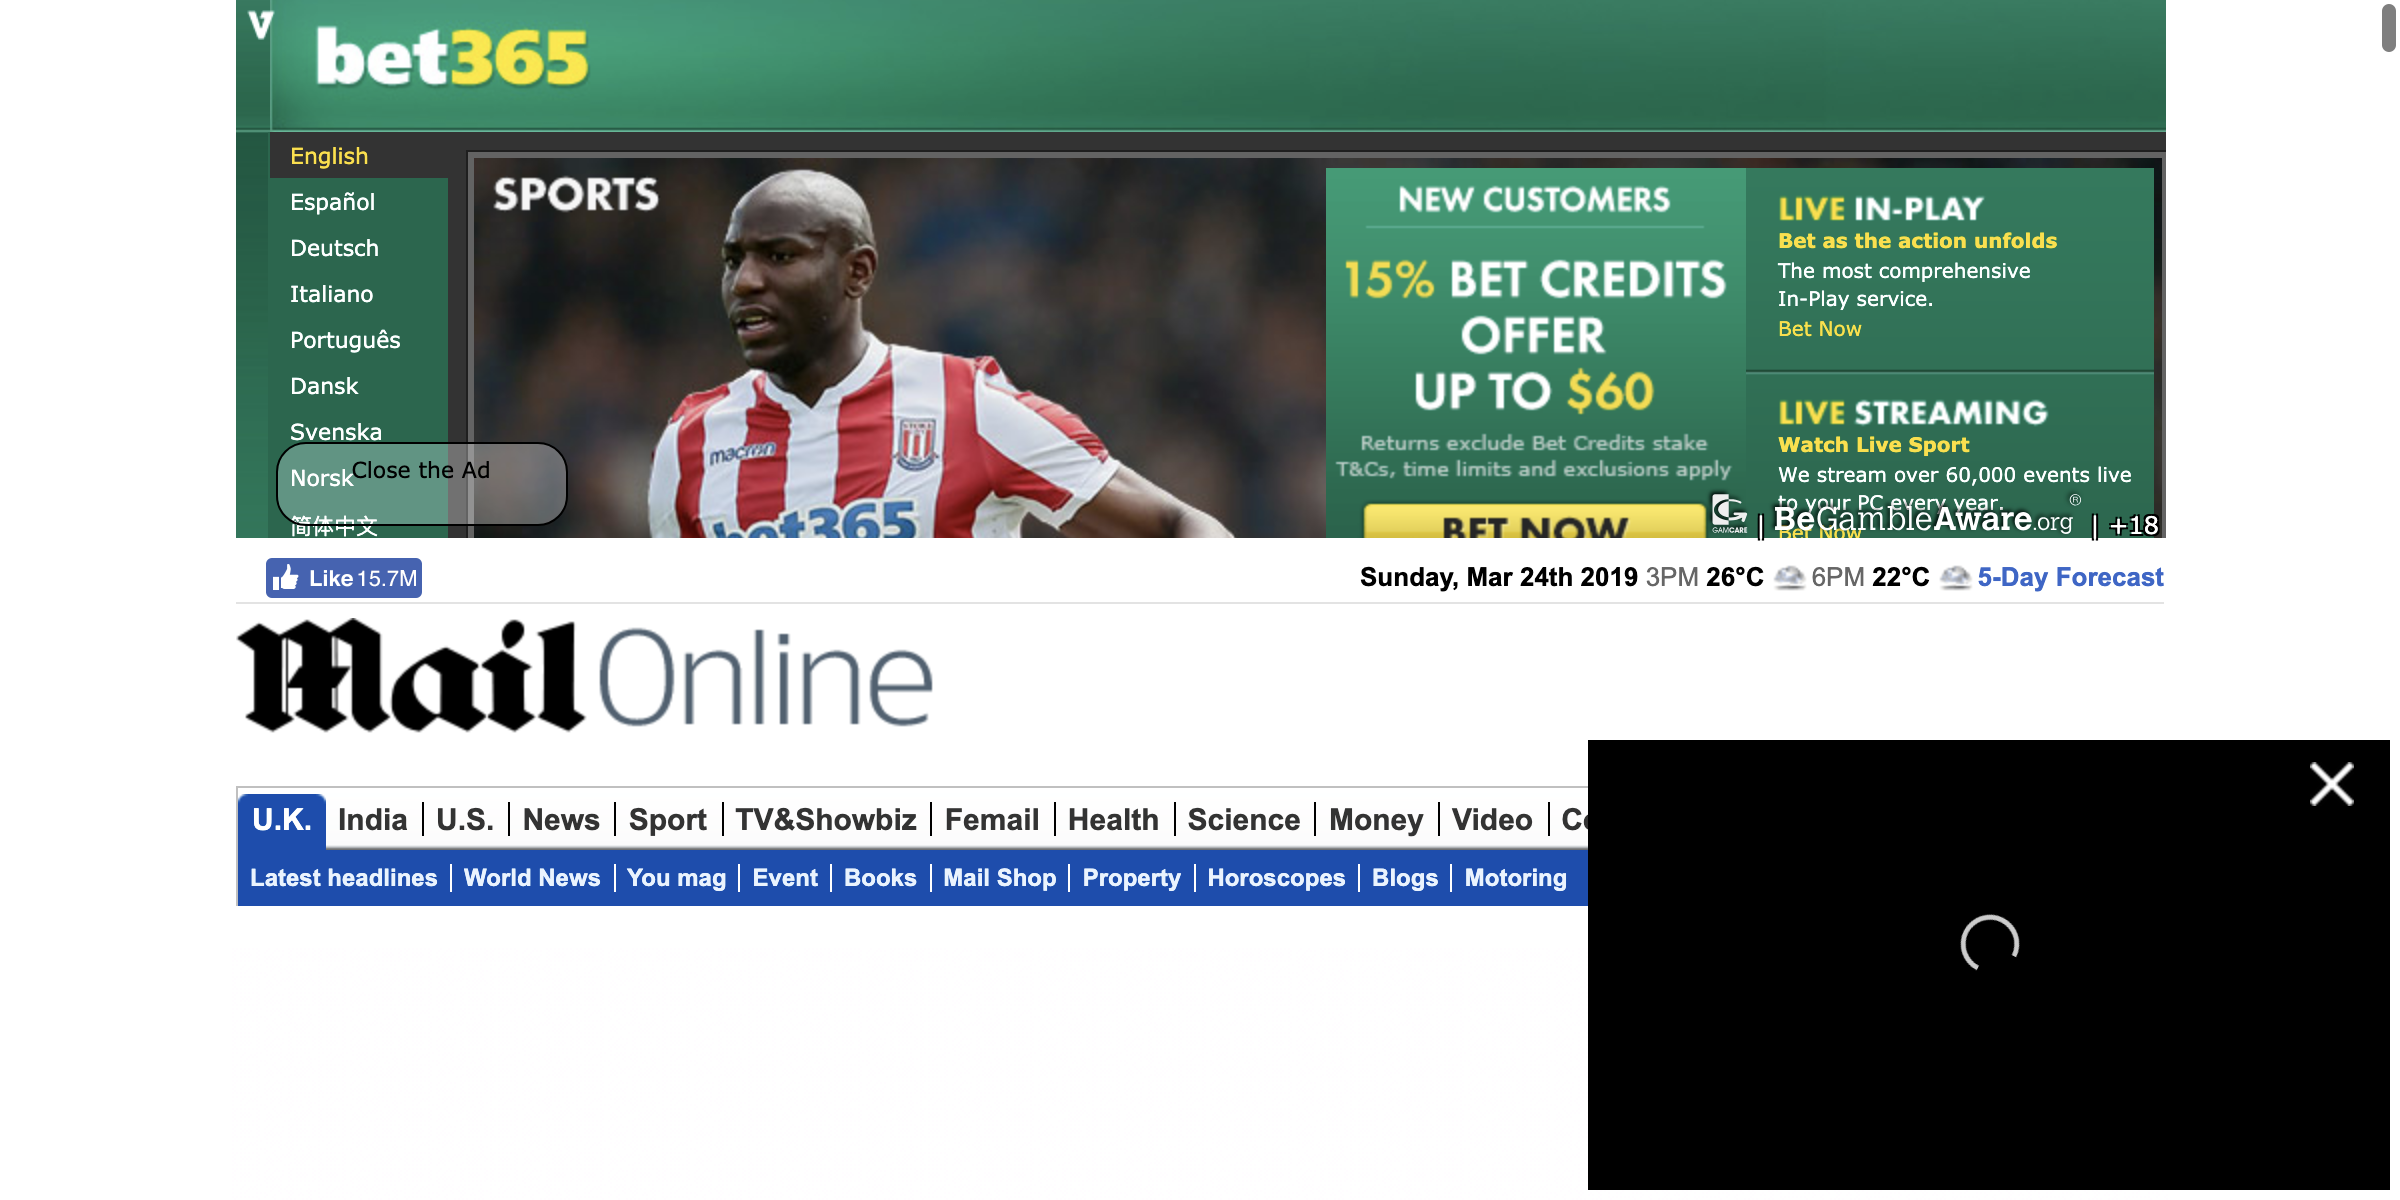 bet365
English
Español
Deutsch
Italiano
Português
Dansk
Svenska
Norsk
简体中文
Close the Ad
SPORTS
macron
STOKE
bet365
NEW CUSTOMERS
15% BET CREDITS
OFFER
UP TO $60
Returns exclude Bet Credits stake
T&Cs, time limits and exclusions apply
BET NOW
LIVE IN-PLAY
Bet as the action unfolds
The most comprehensive
In-Play service.
Bet Now
LIVE STREAMING
Watch Live Sport
We stream over 60,000 events live
to your PC every year.
Bet Now
GAMCARE | BeGambleAware.org ® | +18
Like 15.7M
Sunday, Mar 24th 2019 3PM 26°C 6PM 22°C 5-Day Forecast
Mail Online
U.K. India U.S. News Sport TV&Showbiz Femail Health Science Money Video
Latest headlines World News You mag Event Books Mail Shop Property Horoscopes Blogs Motoring